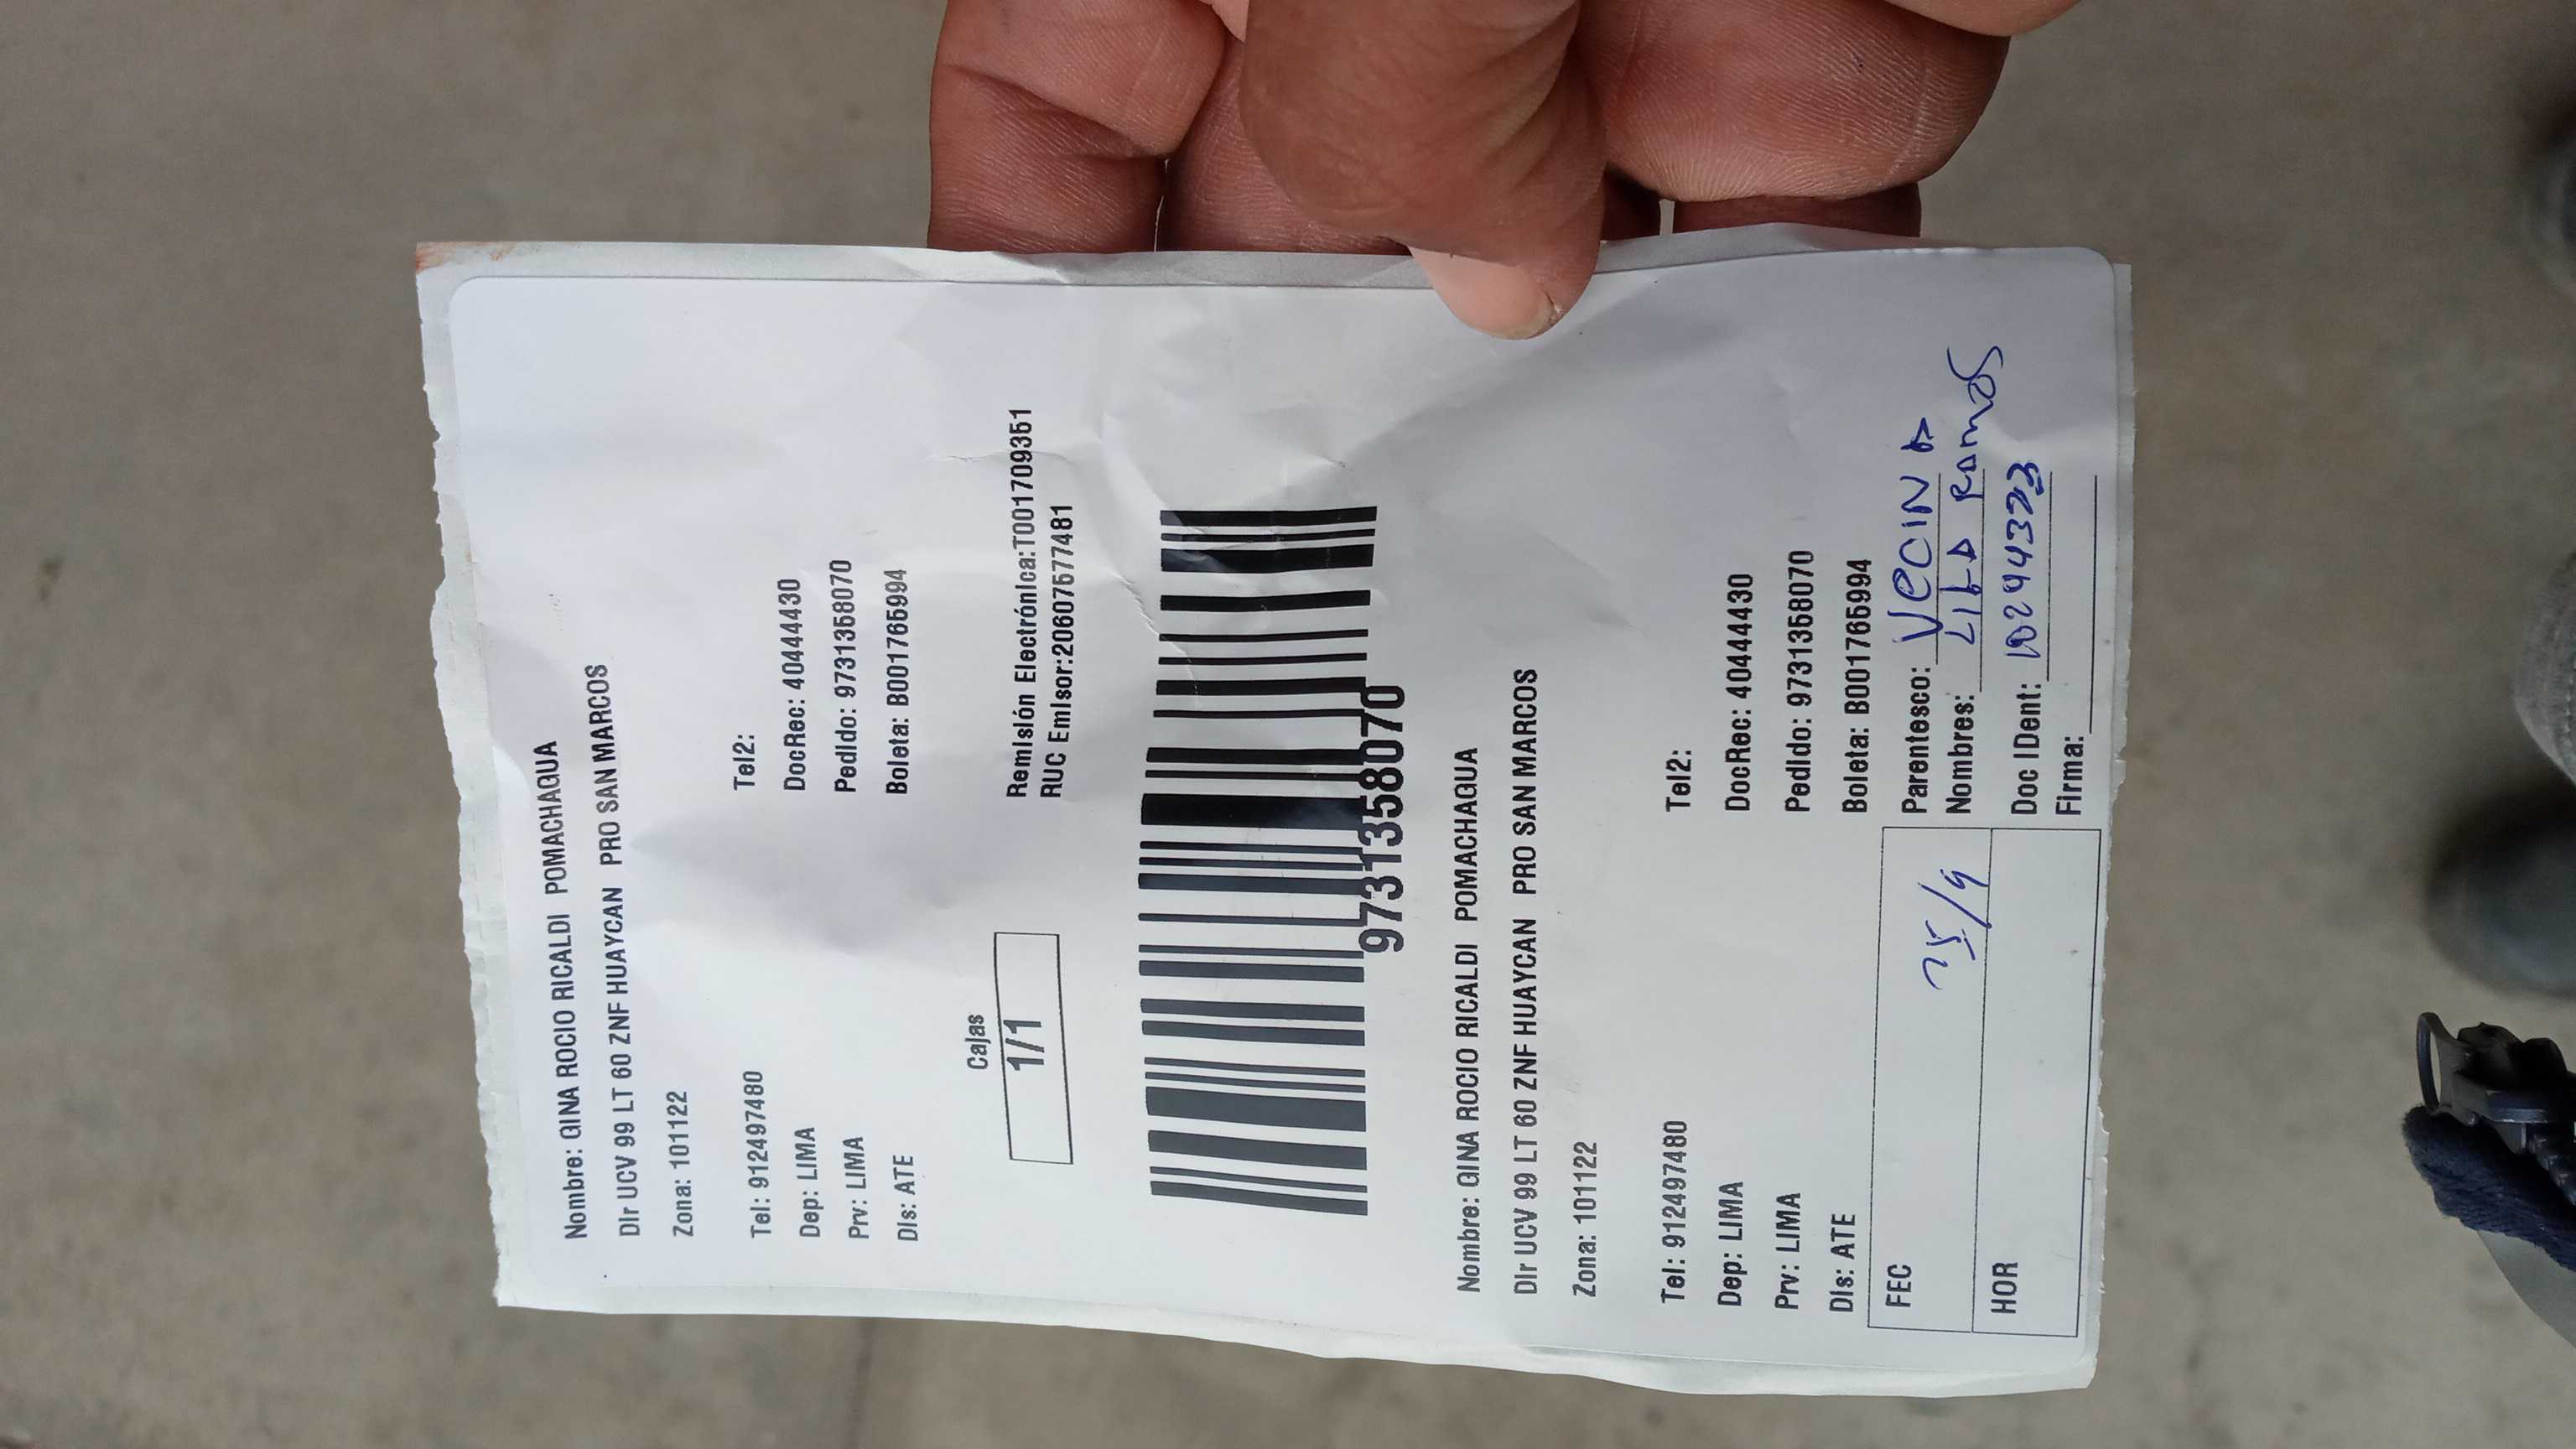 Nombre: GINA ROCIO RICALDI POMACHAGUA
Dir UCV 99 LT 60 ZNF HUAYCAN PRO SAN MARCOS
Zona: 101122
Tel: 912497480 Tel2:
Dep: LIMA DocRec: 40444430
Prv: LIMA Pedido: 9731358070
Dis: ATE Boleta: B001765994
Cajas
1/1
Remisión Electrónica:T001709351
RUC Emisor:20607577481
9731358070
Nombre: GINA ROCIO RICALDI POMACHAGUA
Dir UCV 99 LT 60 ZNF HUAYCAN PRO SAN MARCOS
Zona: 101122
Tel: 912497480 Tel2:
Dep: LIMA DocRec: 40444430
Prv: LIMA Pedido: 9731358070
Dis: ATE Boleta: B001765994
FEC 25/9
HOR
Parentesco: VeCINA
Nombres: Ramos
Doc IDent:
Firma: